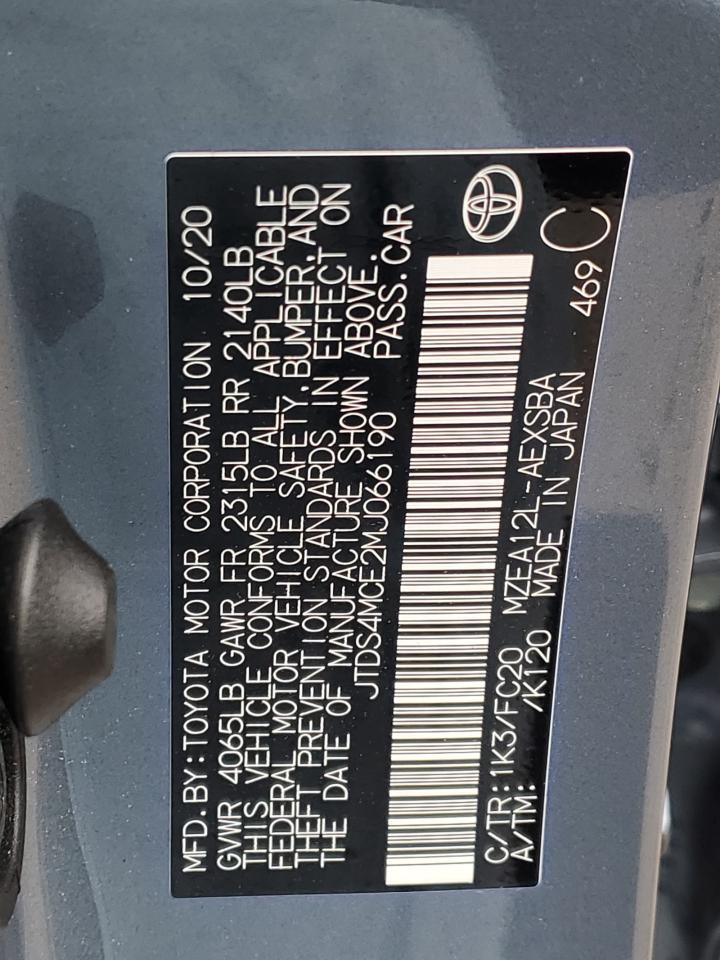 MFD.BY:TOYOTA MOTOR CORPORATION 10/20
GVWR 4065LB GAWR FR 2315LB RR 2140LB
THIS VEHICLE CONFORMS TO ALL APPLICABLE
FEDERAL MOTOR VEHICLE SAFETY,BUMPER,AND
THEFT PREVENTION STANDARDS IN EFFECT ON
THE DATE OF MANUFACTURE SHOWN ABOVE.
JTDS4MCE2MJ066190 PASS.CAR
C/TR:1K3/FC20 MZEA12L-AEXSBA
A/TM: /K120 MADE IN JAPAN 469 C